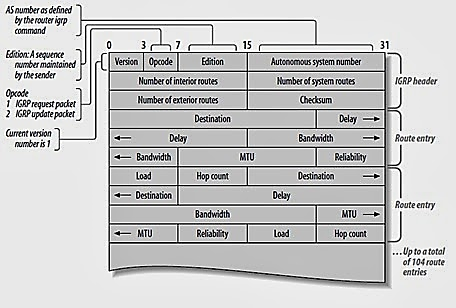 AS number as defined
by the router igrp
command
Edition: A sequence
number maintained
by the sender
Opcode
1 IGRP request packet
2 IGRP update packet
Current version
number is 1
0 3 7 15 31
Version Opcode Edition Autonomous system number
Number of interior routes Number of system routes
Number of exterior routes Checksum
IGRP header
Destination Delay
Delay Bandwidth
Bandwidth MTU Reliability
Route entry
Load Hop count Destination
Destination Delay
Bandwidth MTU
MTU Reliability Load Hop count
Route entry
...Up to a total
of 104 route
entries